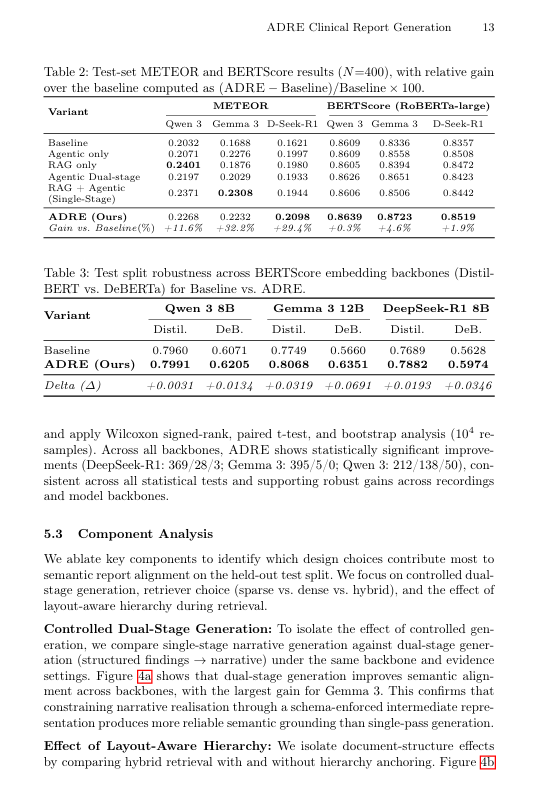 ADRE Clinical Report Generation 13
Table 2: Test-set METEOR and BERTScore results (N=400), with relative gain
over the baseline computed as (ADRE − Baseline)/Baseline × 100.
Variant METEOR BERTScore (RoBERTa-large)
Qwen 3 Gemma 3 D-Seek-R1 Qwen 3 Gemma 3 D-Seek-R1
Baseline 0.2032 0.1688 0.1621 0.8609 0.8336 0.8357
Agentic only 0.2071 0.2276 0.1997 0.8609 0.8558 0.8508
RAG only 0.2401 0.1876 0.1980 0.8605 0.8394 0.8472
Agentic Dual-stage 0.2197 0.2029 0.1933 0.8626 0.8651 0.8423
RAG + Agentic
(Single-Stage) 0.2371 0.2308 0.1944 0.8606 0.8506 0.8442
ADRE (Ours) 0.2268 0.2232 0.2098 0.8639 0.8723 0.8519
Gain vs. Baseline(%) +11.6% +32.2% +29.4% +0.3% +4.6% +1.9%
Table 3: Test split robustness across BERTScore embedding backbones (Distil-
BERT vs. DeBERTa) for Baseline vs. ADRE.
Variant Qwen 3 8B Gemma 3 12B DeepSeek-R1 8B
Distil. DeB. Distil. DeB. Distil. DeB.
Baseline 0.7960 0.6071 0.7749 0.5660 0.7689 0.5628
ADRE (Ours) 0.7991 0.6205 0.8068 0.6351 0.7882 0.5974
Delta (Δ) +0.0031 +0.0134 +0.0319 +0.0691 +0.0193 +0.0346
and apply Wilcoxon signed-rank, paired t-test, and bootstrap analysis (10⁴ re-
samples). Across all backbones, ADRE shows statistically significant improve-
ments (DeepSeek-R1: 369/28/3; Gemma 3: 395/5/0; Qwen 3: 212/138/50), con-
sistent across all statistical tests and supporting robust gains across recordings
and model backbones.
5.3 Component Analysis
We ablate key components to identify which design choices contribute most to
semantic report alignment on the held-out test split. We focus on controlled dual-
stage generation, retriever choice (sparse vs. dense vs. hybrid), and the effect of
layout-aware hierarchy during retrieval.
Controlled Dual-Stage Generation: To isolate the effect of controlled gen-
eration, we compare single-stage narrative generation against dual-stage gener-
ation (structured findings → narrative) under the same backbone and evidence
settings. Figure 4a shows that dual-stage generation improves semantic align-
ment across backbones, with the largest gain for Gemma 3. This confirms that
constraining narrative realisation through a schema-enforced intermediate repre-
sentation produces more reliable semantic grounding than single-pass generation.
Effect of Layout-Aware Hierarchy: We isolate document-structure effects
by comparing hybrid retrieval with and without hierarchy anchoring. Figure 4b